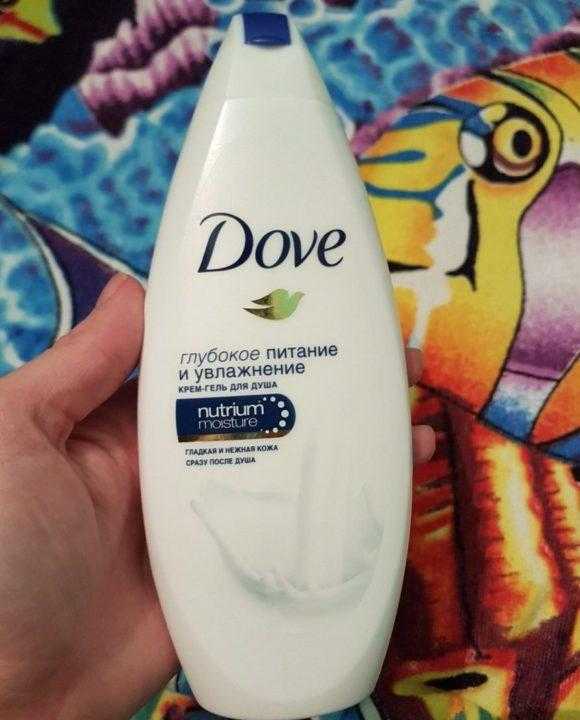 Dove
глубокое питание
и увлажнение
КРЕМ-ГЕЛЬ ДЛЯ ДУША
nutrium
moisture
ГЛАДКАЯ И НЕЖНАЯ КОЖА
СРАЗУ ПОСЛЕ ДУША